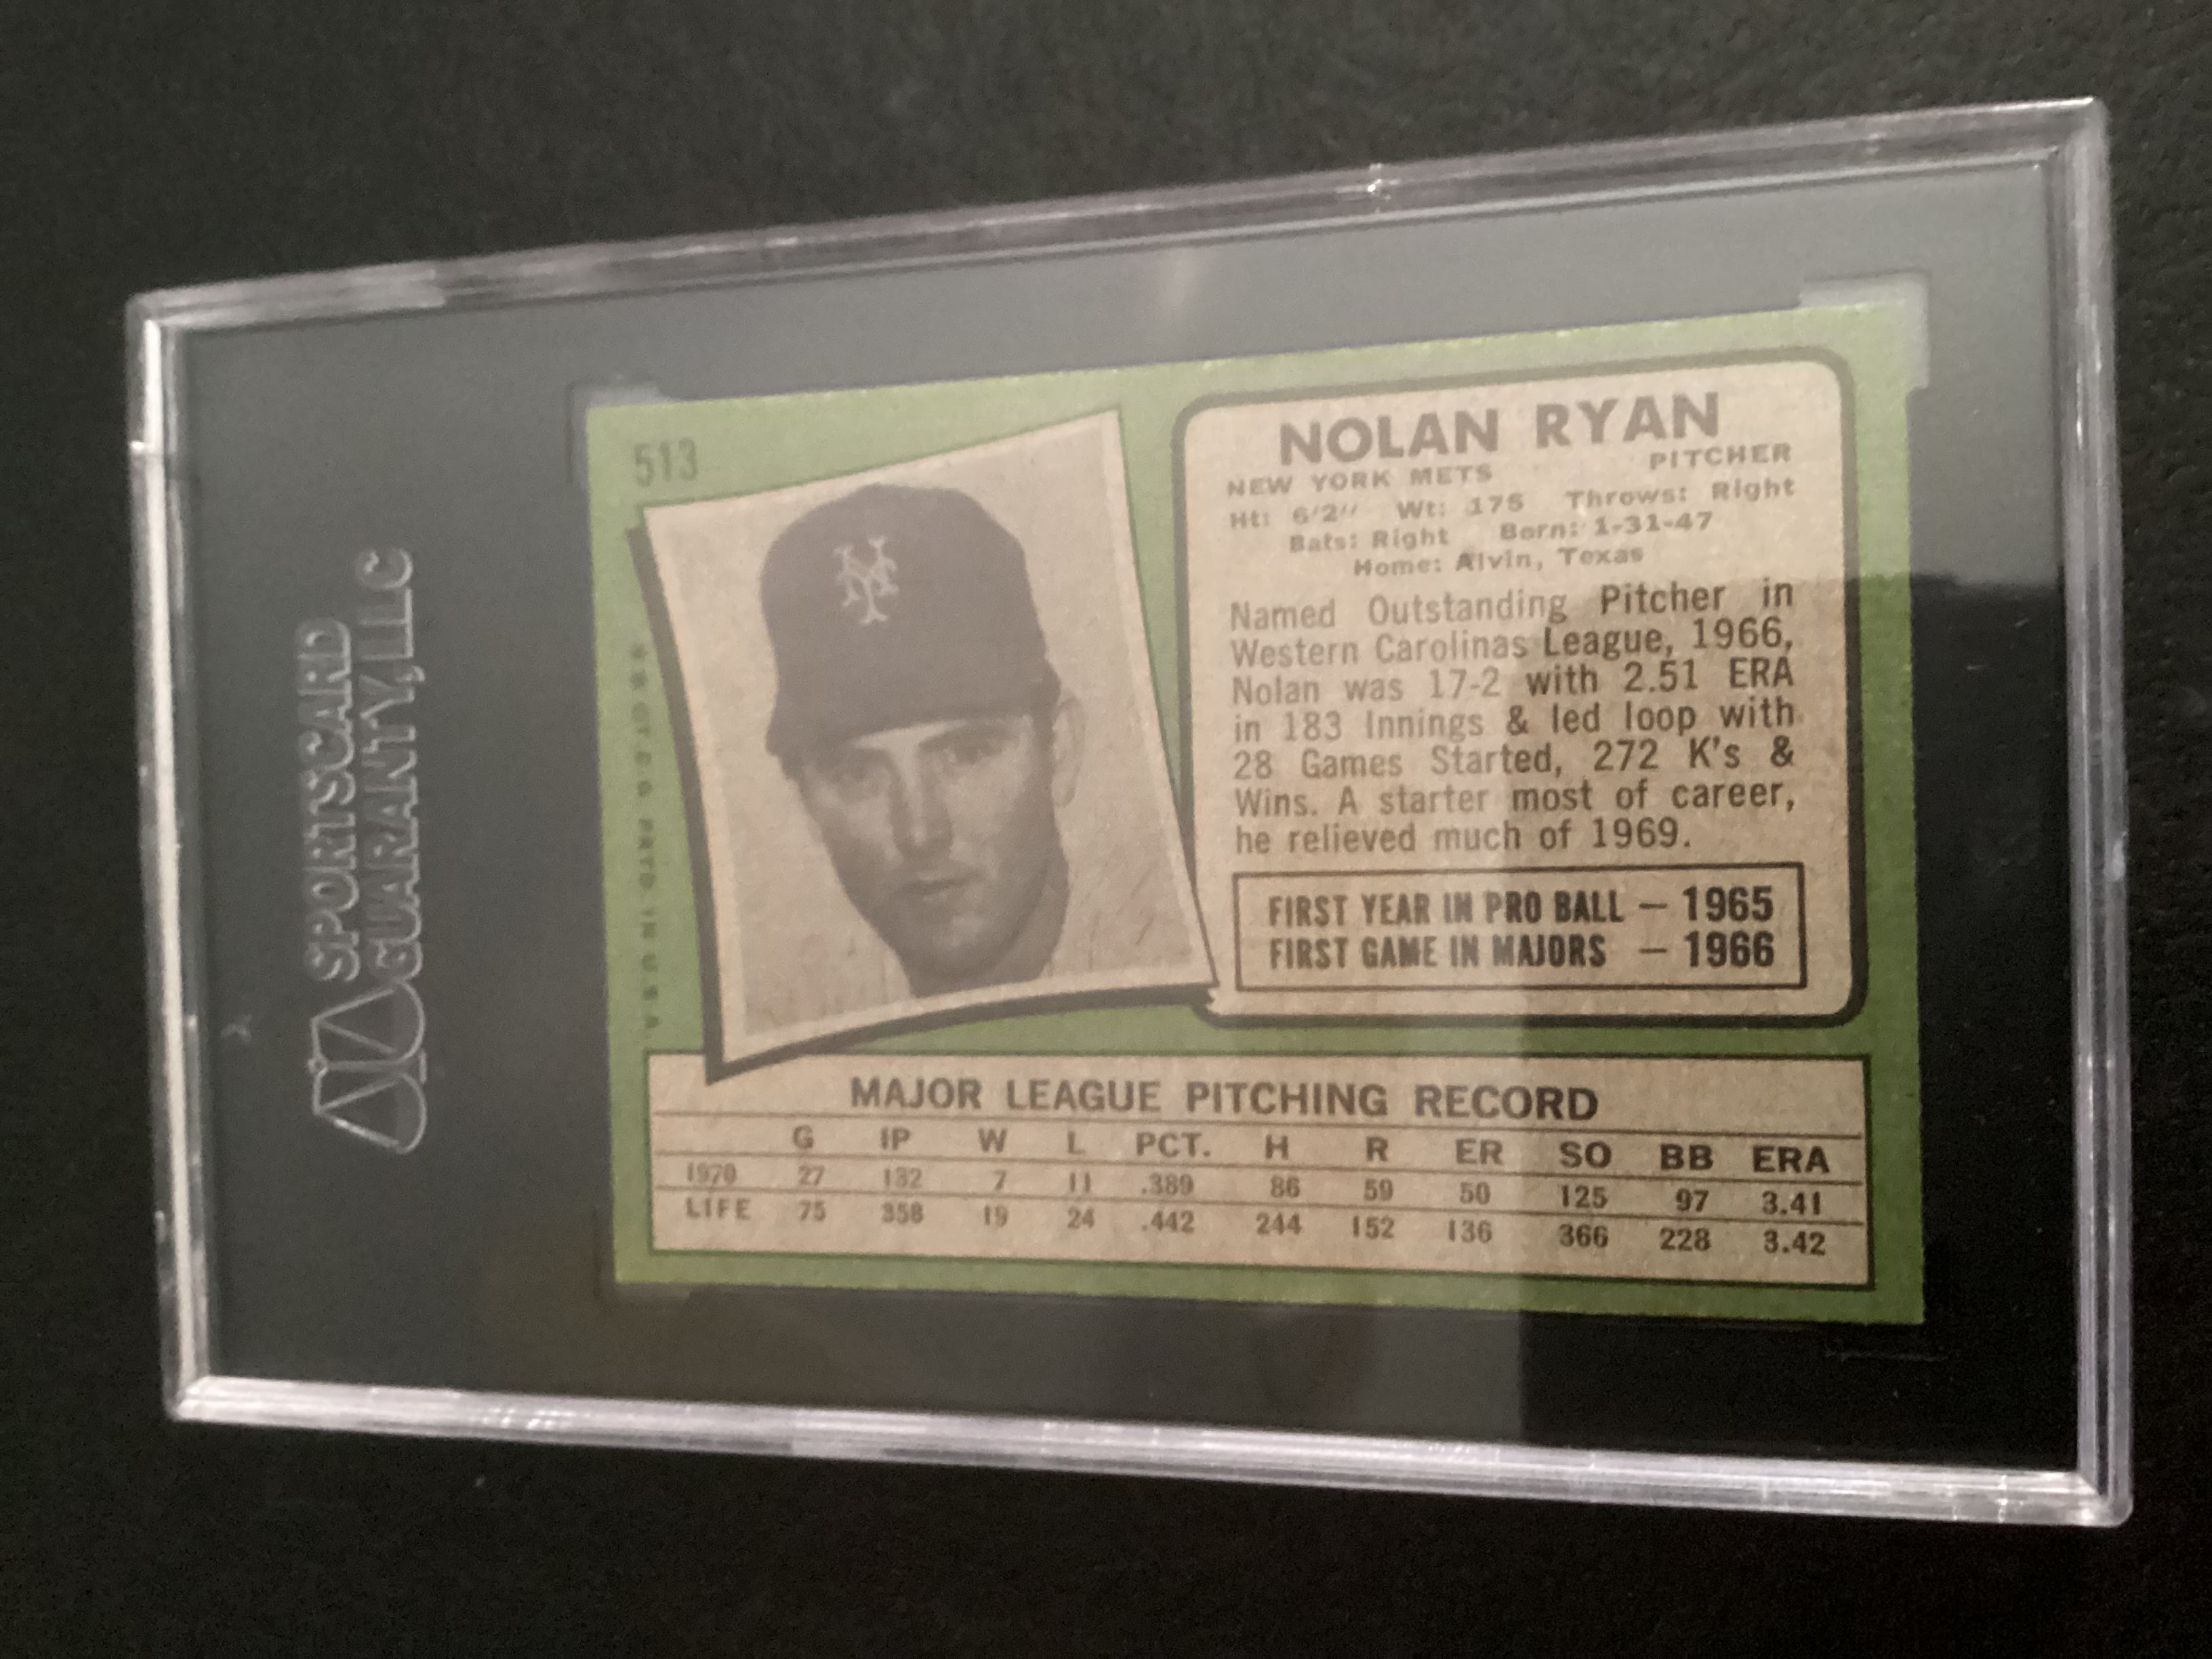 SPORTSCARD
GUARANTY, LLC
513
NOLAN RYAN
NEW YORK METS PITCHER
Ht: 6'2" Wt: 175 Throws: Right
Bats: Right Born: 1-31-47
Home: Alvin, Texas
Named Outstanding Pitcher in
Western Carolinas League, 1966,
Nolan was 17-2 with 2.51 ERA
in 183 Innings & led loop with
28 Games Started, 272 K's &
Wins. A starter most of career,
he relieved much of 1969.
FIRST YEAR IN PRO BALL — 1965
FIRST GAME IN MAJORS — 1966
PRTD. IN U.S.A.
MAJOR LEAGUE PITCHING RECORD
G IP W L PCT. H R ER SO BB ERA
1970 27 132 7 11 .389 86 59 50 125 97 3.41
LIFE 75 358 19 24 .442 244 152 136 366 228 3.42